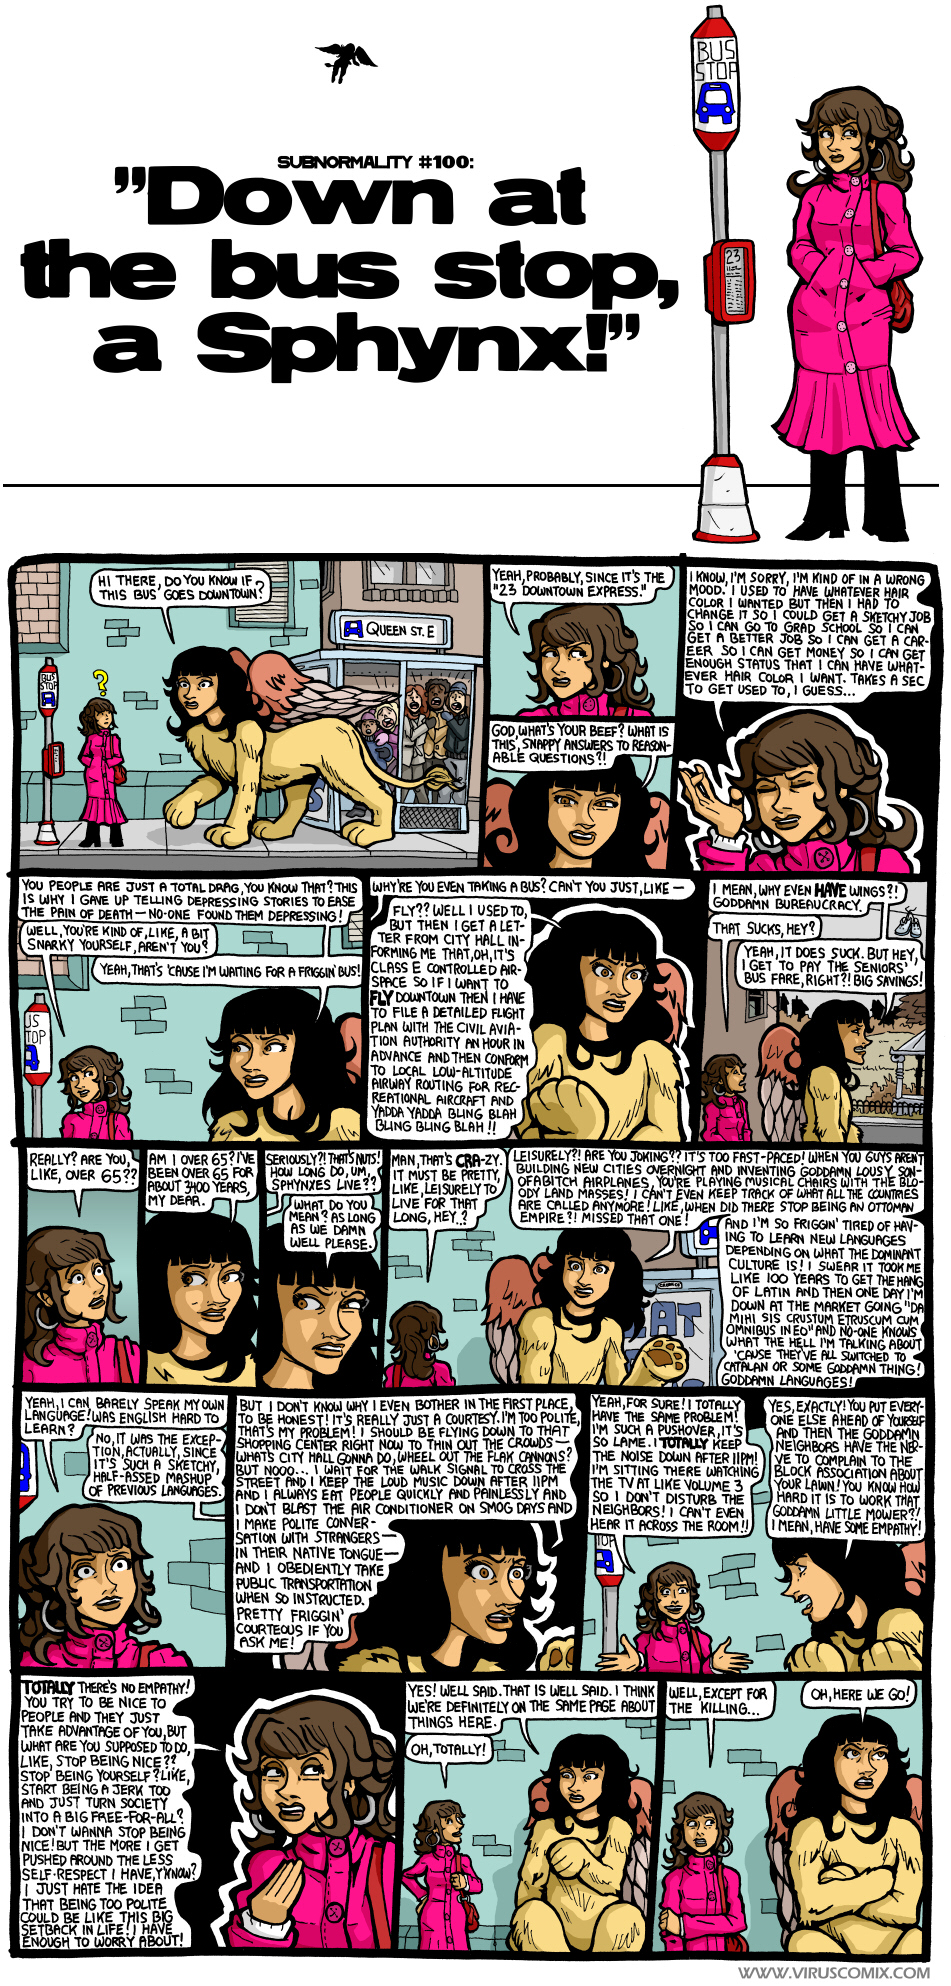 BUS
STOP
23
SUBNORMALITY #100:
"Down at
the bus stop,
a Sphynx!"
HI THERE, DO YOU KNOW IF
THIS BUS GOES DOWNTOWN?
QUEEN ST. E
BUS
STOP
?
YEAH, PROBABLY, SINCE IT'S THE
"23 DOWNTOWN EXPRESS."
GOD, WHAT'S YOUR BEEF? WHAT IS
THIS, SNAPPY ANSWERS TO REASON-
ABLE QUESTIONS?!
I KNOW, I'M SORRY, I'M KIND OF IN A WRONG
MOOD. I USED TO HAVE WHATEVER HAIR
COLOR I WANTED BUT THEN I HAD TO
CHANGE IT SO I COULD GET A SKETCHY JOB
SO I CAN GO TO GRAD SCHOOL SO I CAN
GET A BETTER JOB SO I CAN GET A CAR-
EER SO I CAN GET MONEY SO I CAN GET
ENOUGH STATUS THAT I CAN HAVE WHAT-
EVER HAIR COLOR I WANT. TAKES A SEC
TO GET USED TO, I GUESS...
YOU PEOPLE ARE JUST A TOTAL DRAG, YOU KNOW THAT? THIS
IS WHY I GAVE UP TELLING DEPRESSING STORIES TO EASE
THE PAIN OF DEATH — NO-ONE FOUND THEM DEPRESSING!
WELL, YOU'RE KIND OF, LIKE, A BIT
SNARKY YOURSELF, AREN'T YOU?
YEAH, THAT'S 'CAUSE I'M WAITING FOR A FRIGGIN' BUS!
US
TOP
WHY'RE YOU EVEN TAKING A BUS? CAN'T YOU JUST, LIKE —
FLY?? WELL I USED TO,
BUT THEN I GET A LET-
TER FROM CITY HALL IN-
FORMING ME THAT, OH, IT'S
CLASS E CONTROLLED AIR-
SPACE SO IF I WANT TO
FLY DOWNTOWN THEN I HAVE
TO FILE A DETAILED FLIGHT
PLAN WITH THE CIVIL AVIA-
TION AUTHORITY AN HOUR IN
ADVANCE AND THEN CONFORM
TO LOCAL LOW-ALTITUDE
AIRWAY ROUTING FOR REC-
REATIONAL AIRCRAFT AND
YADDA YADDA BLING BLAH
BLING BLING BLAH!!
I MEAN, WHY EVEN HAVE WINGS?!
GODDAMN BUREAUCRACY.
THAT SUCKS, HEY?
YEAH, IT DOES SUCK. BUT HEY,
I GET TO PAY THE SENIORS'
BUS FARE, RIGHT?! BIG SAVINGS!
REALLY? ARE YOU,
LIKE, OVER 65??
AM I OVER 65? I'VE
BEEN OVER 65 FOR
ABOUT 3400 YEARS,
MY DEAR.
SERIOUSLY?! THAT'S NUTS!
HOW LONG DO, UM,
SPHYNXES LIVE??
WHAT DO YOU
MEAN? AS LONG
AS WE DAMN
WELL PLEASE.
MAN, THAT'S CRA-ZY.
IT MUST BE PRETTY,
LIKE, LEISURELY TO
LIVE FOR THAT
LONG, HEY..?
LEISURELY?! ARE YOU JOKING?? IT'S TOO FAST-PACED! WHEN YOU GUYS AREN'T
BUILDING NEW CITIES OVERNIGHT AND INVENTING GODDAMN LOUSY SON-
OFABITCH AIRPLANES, YOU'RE PLAYING MUSICAL CHAIRS WITH THE BLO-
ODY LAND MASSES! I CAN'T EVEN KEEP TRACK OF WHAT ALL THE COUNTRIES
ARE CALLED ANYMORE! LIKE, WHEN DID THERE STOP BEING AN OTTOMAN
EMPIRE?! MISSED THAT ONE!
AND I'M SO FRIGGIN' TIRED OF HAV-
ING TO LEARN NEW LANGUAGES
DEPENDING ON WHAT THE DOMINANT
CULTURE IS! I SWEAR IT TOOK ME
LIKE 100 YEARS TO GET THE HANG
OF LATIN AND THEN ONE DAY I'M
DOWN AT THE MARKET GOING "DA
MIHI SIS CRUSTUM ETRUSCUM CUM
OMNIBUS IN EO" AND NO-ONE KNOWS
WHAT THE HELL I'M TALKING ABOUT
'CAUSE THEY'VE ALL SWITCHED TO
CATALAN OR SOME GODDAMN THING!
GODDAMN LANGUAGES!
EAT
YEAH, I CAN BARELY SPEAK MY OWN
LANGUAGE! WAS ENGLISH HARD TO
LEARN?
NO, IT WAS THE EXCEP-
TION, ACTUALLY, SINCE
IT'S SUCH A SKETCHY,
HALF-ASSED MASHUP
OF PREVIOUS LANGUAGES.
BUT I DON'T KNOW WHY I EVEN BOTHER IN THE FIRST PLACE,
TO BE HONEST! IT'S REALLY JUST A COURTESY. I'M TOO POLITE,
THAT'S MY PROBLEM! I SHOULD BE FLYING DOWN TO THAT
SHOPPING CENTER RIGHT NOW TO THIN OUT THE CROWDS —
WHAT'S CITY HALL GONNA DO, WHEEL OUT THE FLAK CANNONS?
BUT NOOO... I WAIT FOR THE WALK SIGNAL TO CROSS THE
STREET AND I KEEP THE LOUD MUSIC DOWN AFTER 11PM
AND I ALWAYS EAT PEOPLE QUICKLY AND PAINLESSLY AND
I DON'T BLAST THE AIR CONDITIONER ON SMOG DAYS AND
I MAKE POLITE CONVER-
SATION WITH STRANGERS
IN THEIR NATIVE TONGUE —
AND I OBEDIENTLY TAKE
PUBLIC TRANSPORTATION
WHEN SO INSTRUCTED.
PRETTY FRIGGIN'
COURTEOUS IF YOU
ASK ME!
YEAH, FOR SURE! I TOTALLY
HAVE THE SAME PROBLEM!
I'M SUCH A PUSHOVER, IT'S
SO LAME. I TOTALLY KEEP
THE NOISE DOWN AFTER 11PM!
I'M SITTING THERE WATCHING
THE TV AT LIKE VOLUME 3
SO I DON'T DISTURB THE
NEIGHBORS! I CAN'T EVEN
HEAR IT ACROSS THE ROOM!!
TOP
YES, EXACTLY! YOU PUT EVERY-
ONE ELSE AHEAD OF YOURSELF
AND THEN THE GODDAMN
NEIGHBORS HAVE THE NER-
VE TO COMPLAIN TO THE
BLOCK ASSOCIATION ABOUT
YOUR LAWN! YOU KNOW HOW
HARD IT IS TO WORK THAT
GODDAMN LITTLE MOWER?!
I MEAN, HAVE SOME EMPATHY!
TOTALLY THERE'S NO EMPATHY!
YOU TRY TO BE NICE TO
PEOPLE AND THEY JUST
TAKE ADVANTAGE OF YOU, BUT
WHAT ARE YOU SUPPOSED TO DO,
LIKE, STOP BEING NICE??
STOP BEING YOURSELF? LIKE,
START BEING A JERK TOO
AND JUST TURN SOCIETY
INTO A BIG FREE-FOR-ALL?
I DON'T WANNA STOP BEING
NICE! BUT THE MORE I GET
PUSHED AROUND THE LESS
SELF-RESPECT I HAVE, Y'KNOW?
I JUST HATE THE IDEA
THAT BEING TOO POLITE
COULD BE LIKE THIS BIG
SETBACK IN LIFE! I HAVE
ENOUGH TO WORRY ABOUT!
YES! WELL SAID. THAT IS WELL SAID. I THINK
WE'RE DEFINITELY ON THE SAME PAGE ABOUT
THINGS HERE.
OH, TOTALLY!
WELL, EXCEPT FOR
THE KILLING...
OH, HERE WE GO!
WWW.VIRUSCOMIX.COM